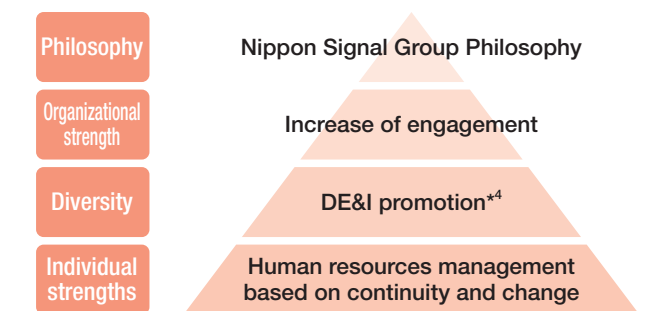 Philosophy
Nippon Signal Group Philosophy
Organizational
strength
Increase of engagement
Diversity
DE&I promotion*4
Individual
strengths
Human resources management
based on continuity and change